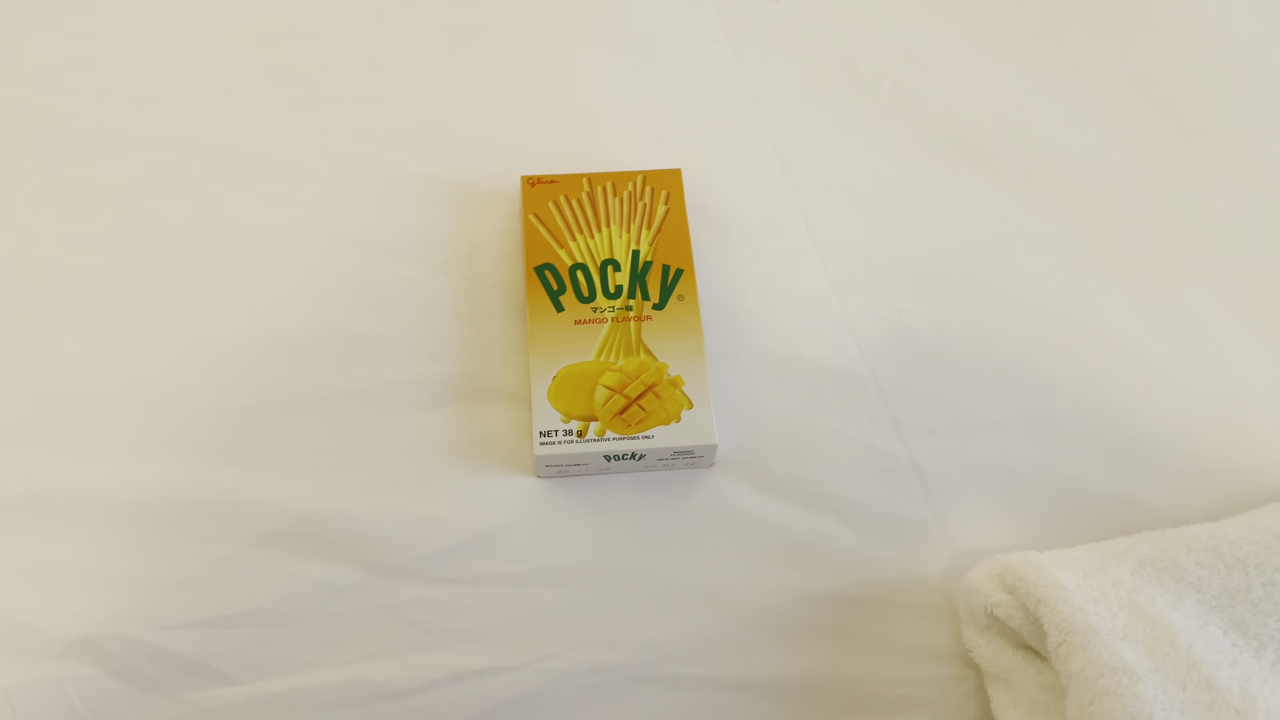 Glico
Pocky®
マンゴー味
MANGO FLAVOUR
NET 38 g
IMAGE IS FOR ILLUSTRATIVE PURPOSES ONLY
Pocky